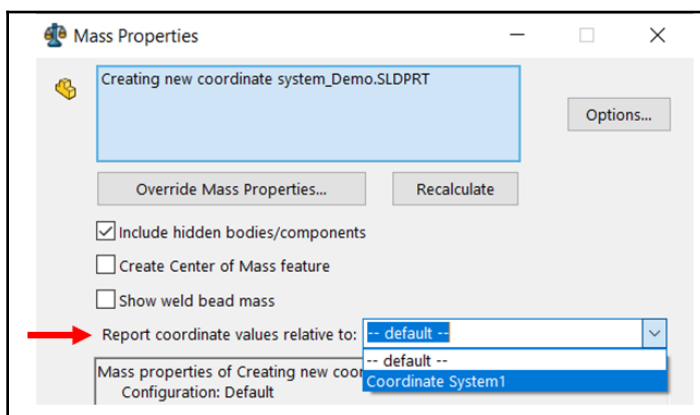 Mass Properties
Creating new coordinate system_Demo.SLDPRT
Options...
Override Mass Properties...
Recalculate
Include hidden bodies/components
Create Center of Mass feature
Show weld bead mass
Report coordinate values relative to: -- default --
-- default --
Coordinate System1
Mass properties of Creating new coor
Configuration: Default